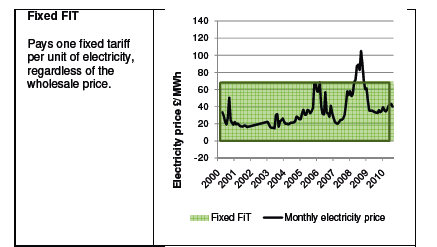 Fixed FIT
Pays one fixed tariff
per unit of electricity,
regardless of the
wholesale price.
Electricity price £/MWh
140
120
100
80
60
40
20
0
-20
2000 2001 2002 2003 2004 2005 2006 2007 2008 2009 2010
Fixed FiT Monthly electricity price